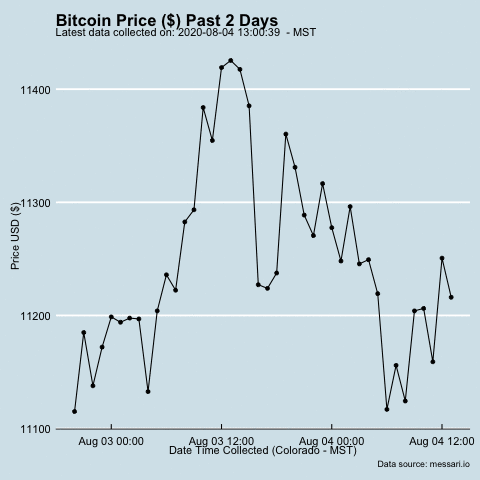 Bitcoin Price ($) Past 2 Days
Latest data collected on: 2020-08-04 13:00:39  - MST
11400
11300
11200
11100
Price USD ($)
Aug 03 00:00 Aug 03 12:00 Aug 04 00:00 Aug 04 12:00
Date Time Collected (Colorado - MST)
Data source: messari.io